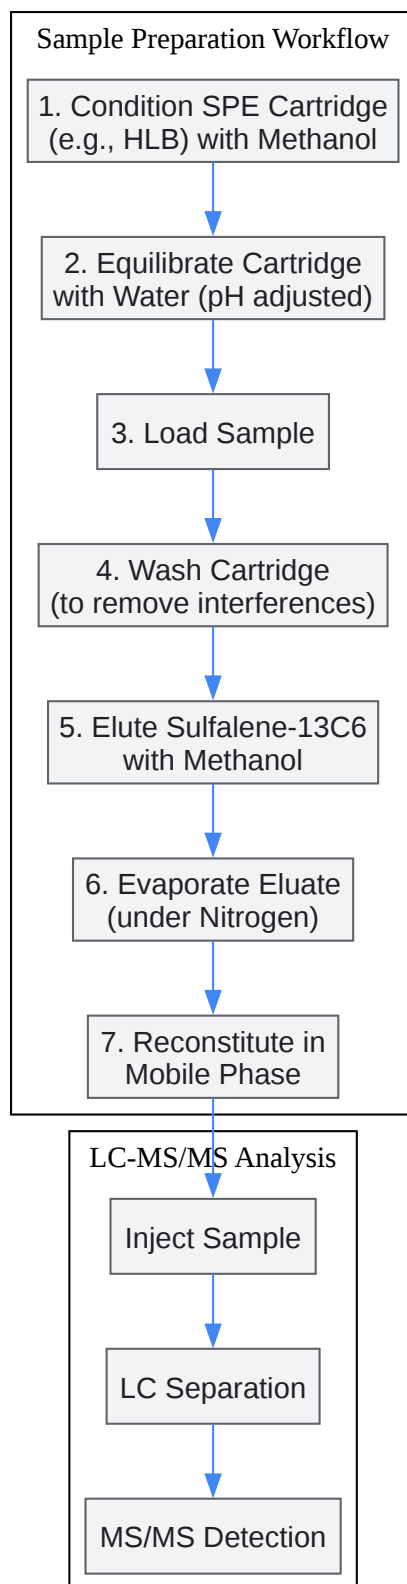 Sample Preparation Workflow
1. Condition SPE Cartridge
(e.g., HLB) with Methanol
2. Equilibrate Cartridge
with Water (pH adjusted)
3. Load Sample
4. Wash Cartridge
(to remove interferences)
5. Elute Sulfalene-13C6
with Methanol
6. Evaporate Eluate
(under Nitrogen)
7. Reconstitute in
Mobile Phase
LC-MS/MS Analysis
Inject Sample
LC Separation
MS/MS Detection